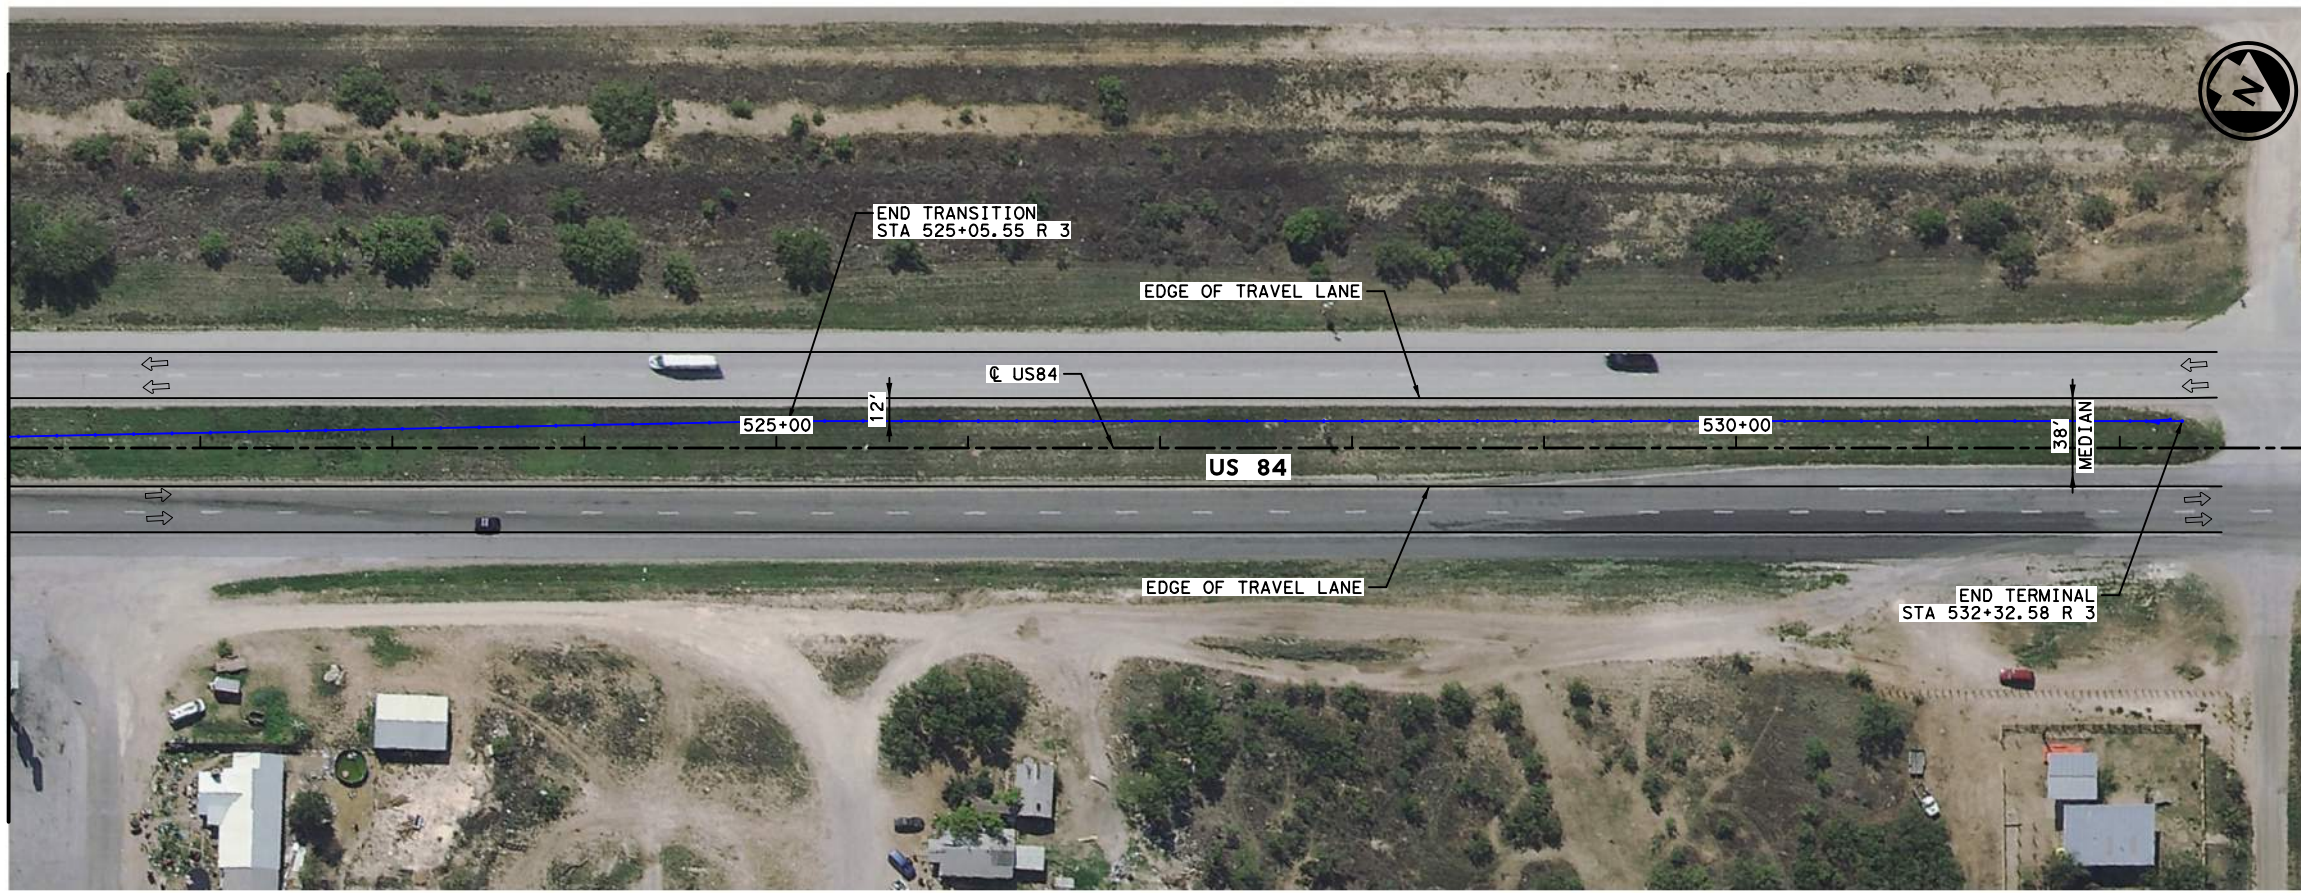 N
END TRANSITION
STA 525+05.55 R 3
EDGE OF TRAVEL LANE
℄ US84
12'
525+00
530+00
38'
MEDIAN
US 84
EDGE OF TRAVEL LANE
END TERMINAL
STA 532+32.58 R 3